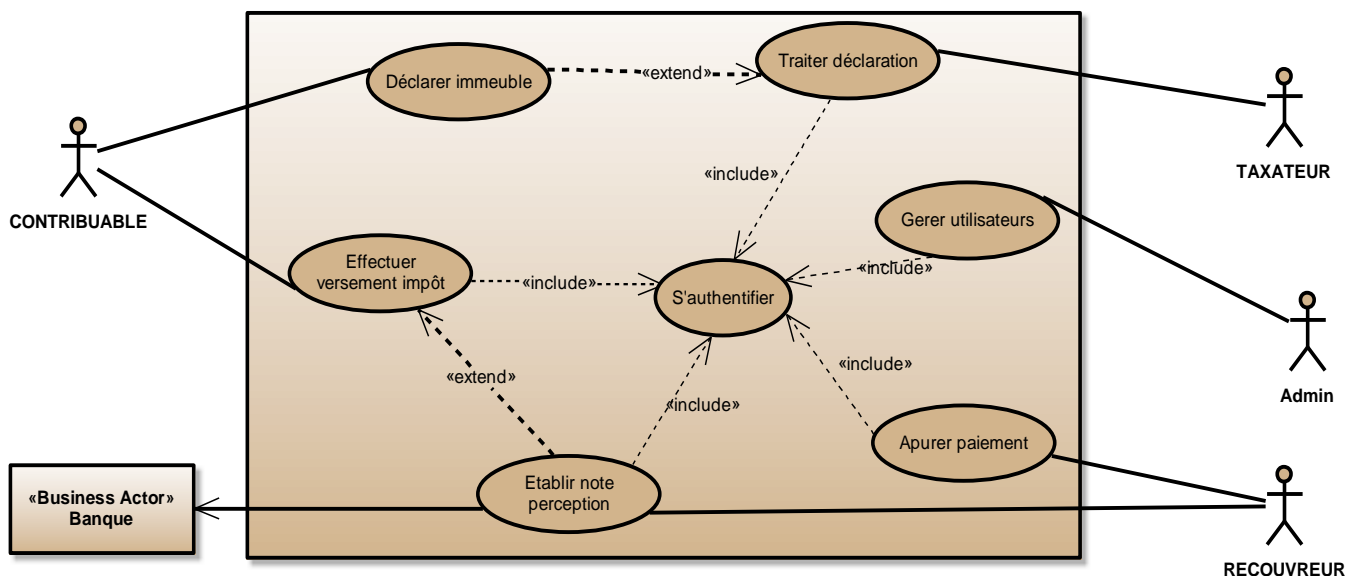 Traiter déclaration
Déclarer immeuble
«extend»
TAXATEUR
«include»
CONTRIBUABLE
Gerer utilisateurs
Effectuer
versement impôt
«include»
«include»
S'authentifier
«include»
«extend»
«include»
Admin
Apurer paiement
«Business Actor»
Banque
Etablir note
perception
RECOUVREUR